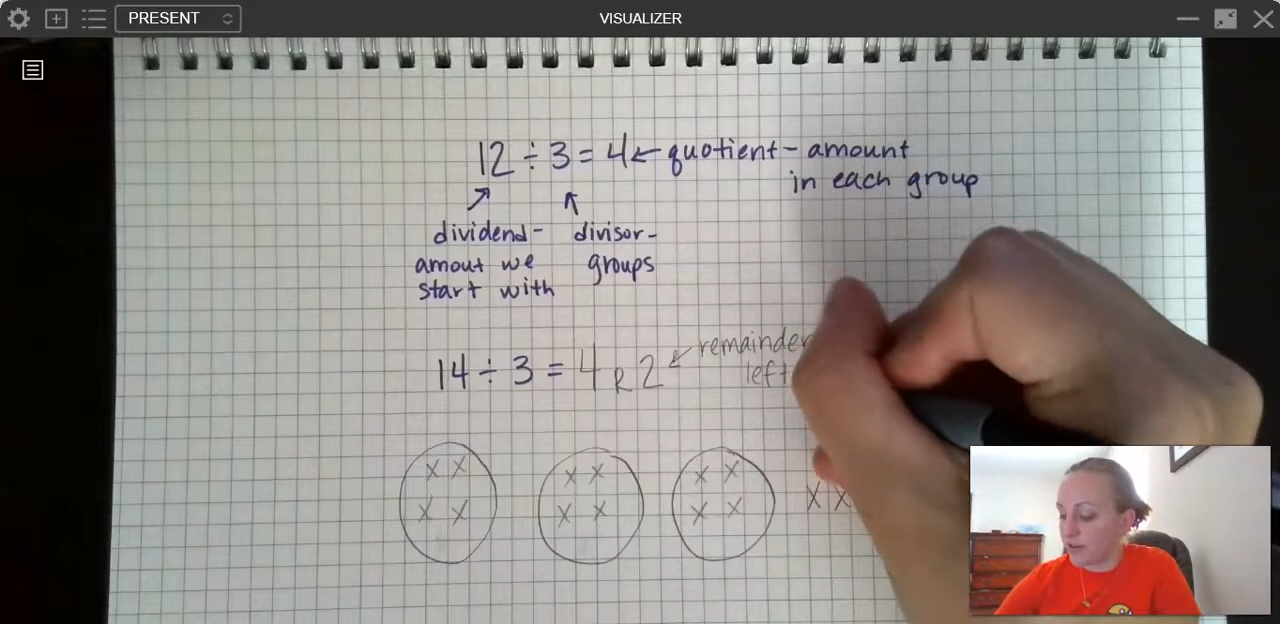 PRESENT
VISUALIZER
12 ÷ 3 = 4 ← quotient - amount
in each group
dividend- divisor-
amout we groups
start with
14 ÷ 3 = 4 R 2 ← remainder
left
X X X X X X
X X X X X X X X